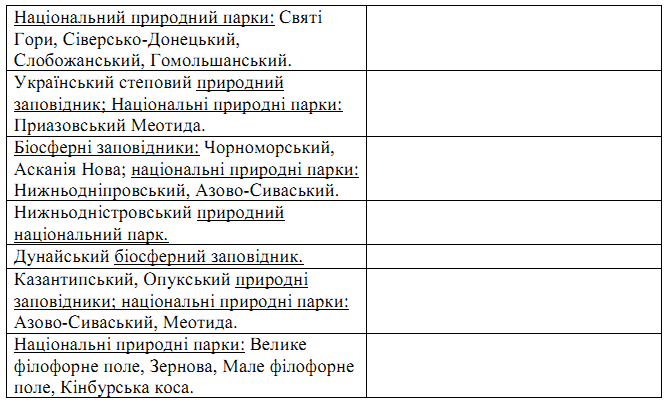 Національний природний парки: Святі
Гори, Сіверсько-Донецький,
Слобожанський, Гомольшанський.
Український степовий природний
заповідник; Національні природні парки:
Приазовський Меотида.
Біосферні заповідники: Чорноморський,
Асканія Нова; національні природні парки:
Нижньодніпровський, Азово-Сиваський.
Нижньодністровський природний
національний парк.
Дунайський біосферний заповідник.
Казантипський, Опукський природні
заповідники; національні природні парки:
Азово-Сиваський, Меотида.
Національні природні парки: Велике
філофорне поле, Зернова, Мале філофорне
поле, Кінбурська коса.